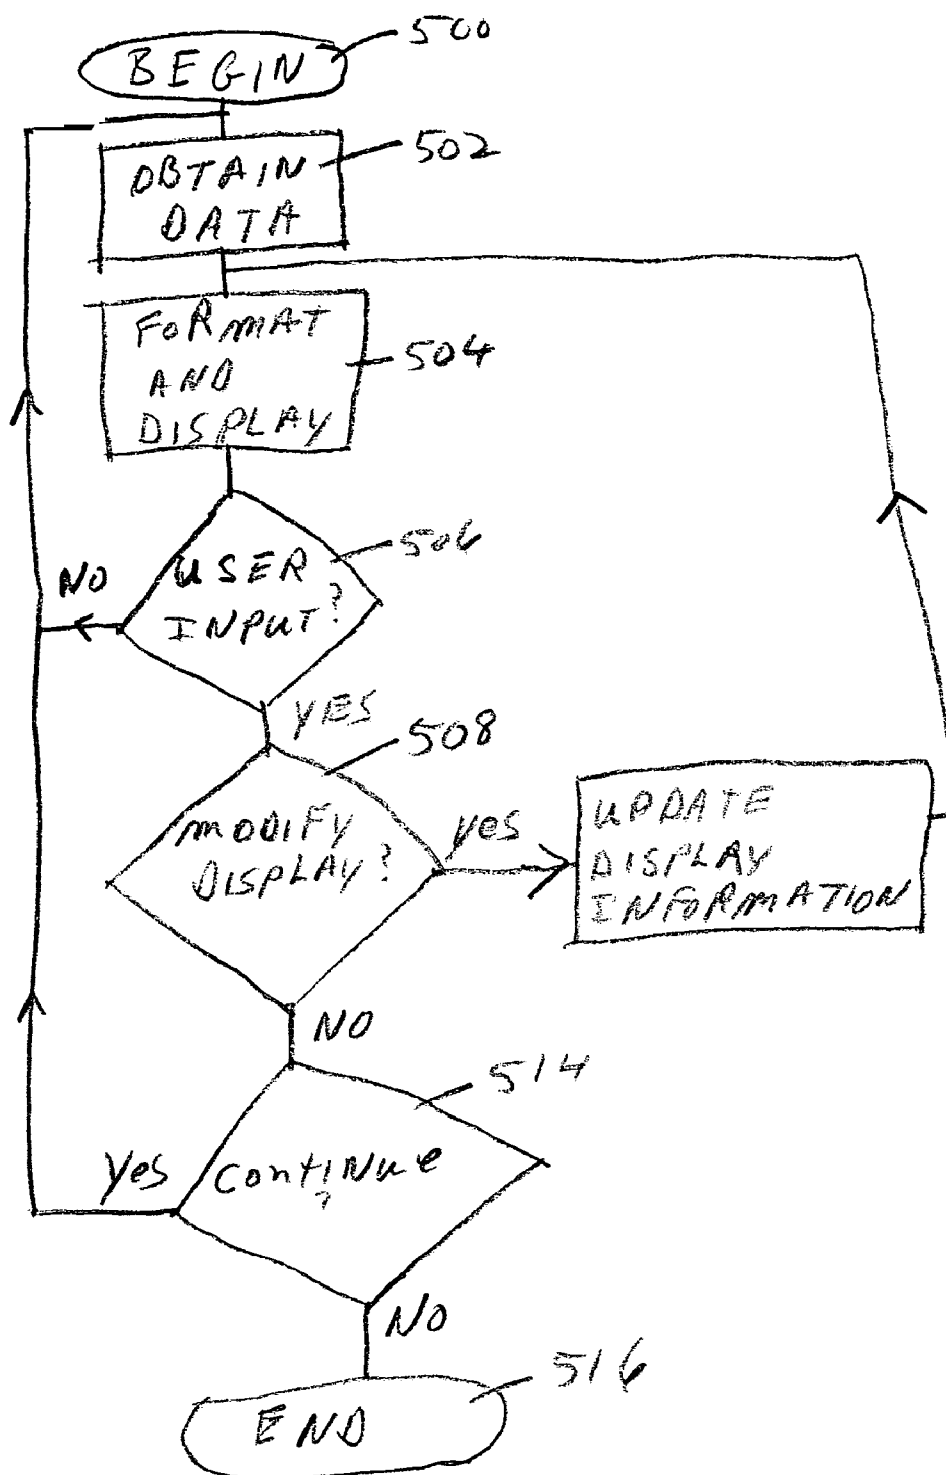 BEGIN
500
OBTAIN
DATA
502
FORMAT
AND
DISPLAY
504
USER
INPUT?
506
NO
YES
MODIFY
DISPLAY?
508
yes
UPDATE
DISPLAY
INFORMATION
NO
CONTINUE
?
514
Yes
NO
END
516